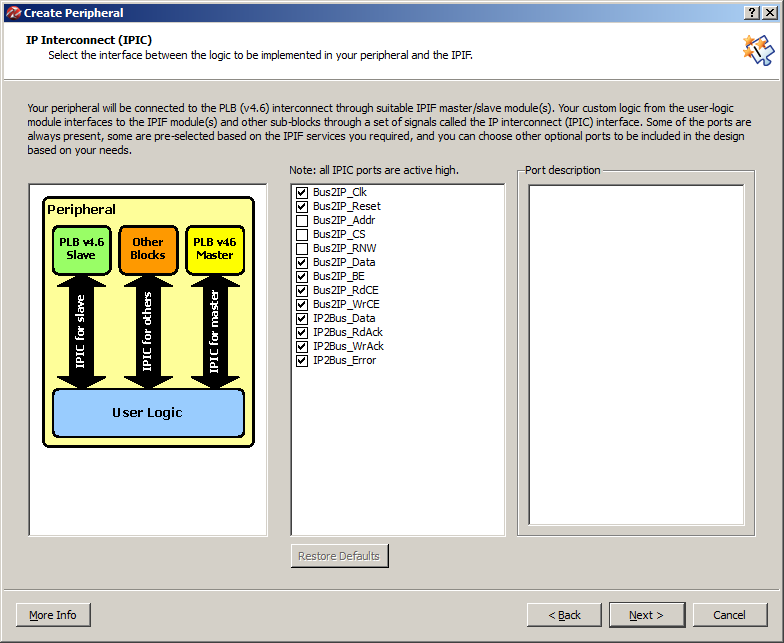 Create Peripheral
IP Interconnect (IPIC)
Select the interface between the logic to be implemented in your peripheral and the IPIF.
Your peripheral will be connected to the PLB (v4.6) interconnect through suitable IPIF master/slave module(s). Your custom logic from the user-logic
module interfaces to the IPIF module(s) and other sub-blocks through a set of signals called the IP interconnect (IPIC) interface. Some of the ports are
always present, some are pre-selected based on the IPIF services you required, and you can choose other optional ports to be included in the design
based on your needs.
Peripheral
PLB v4.6
Slave
Other
Blocks
PLB v46
Master
IPIC for slave
IPIC for others
IPIC for master
User Logic
Note: all IPIC ports are active high.
Bus2IP_Clk
Bus2IP_Reset
Bus2IP_Addr
Bus2IP_CS
Bus2IP_RNW
Bus2IP_Data
Bus2IP_BE
Bus2IP_RdCE
Bus2IP_WrCE
IP2Bus_Data
IP2Bus_RdAck
IP2Bus_WrAck
IP2Bus_Error
Restore Defaults
Port description
More Info
< Back
Next >
Cancel